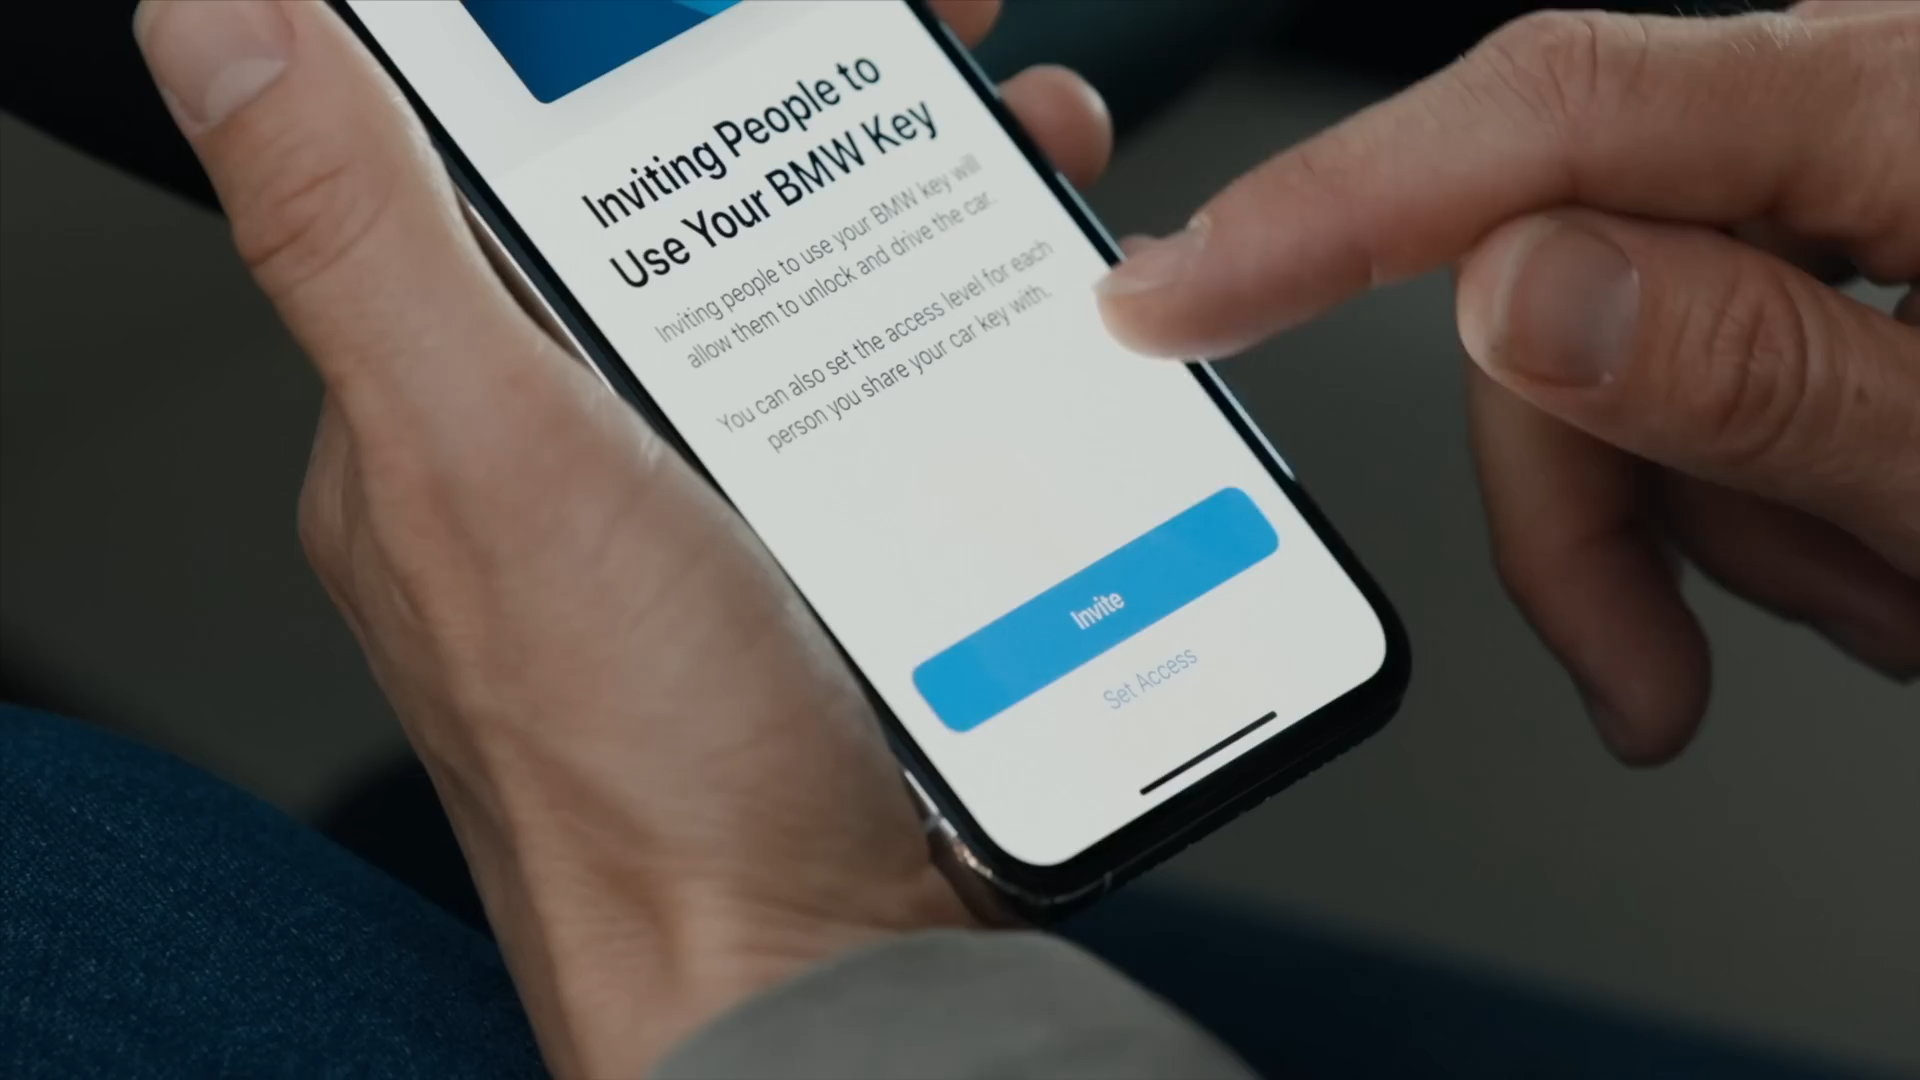 Inviting People to
Use Your BMW Key
Inviting people to use your BMW key will
allow them to unlock and drive the car.
You can also set the access level for each
person you share your car key with.
Invite
Set Access